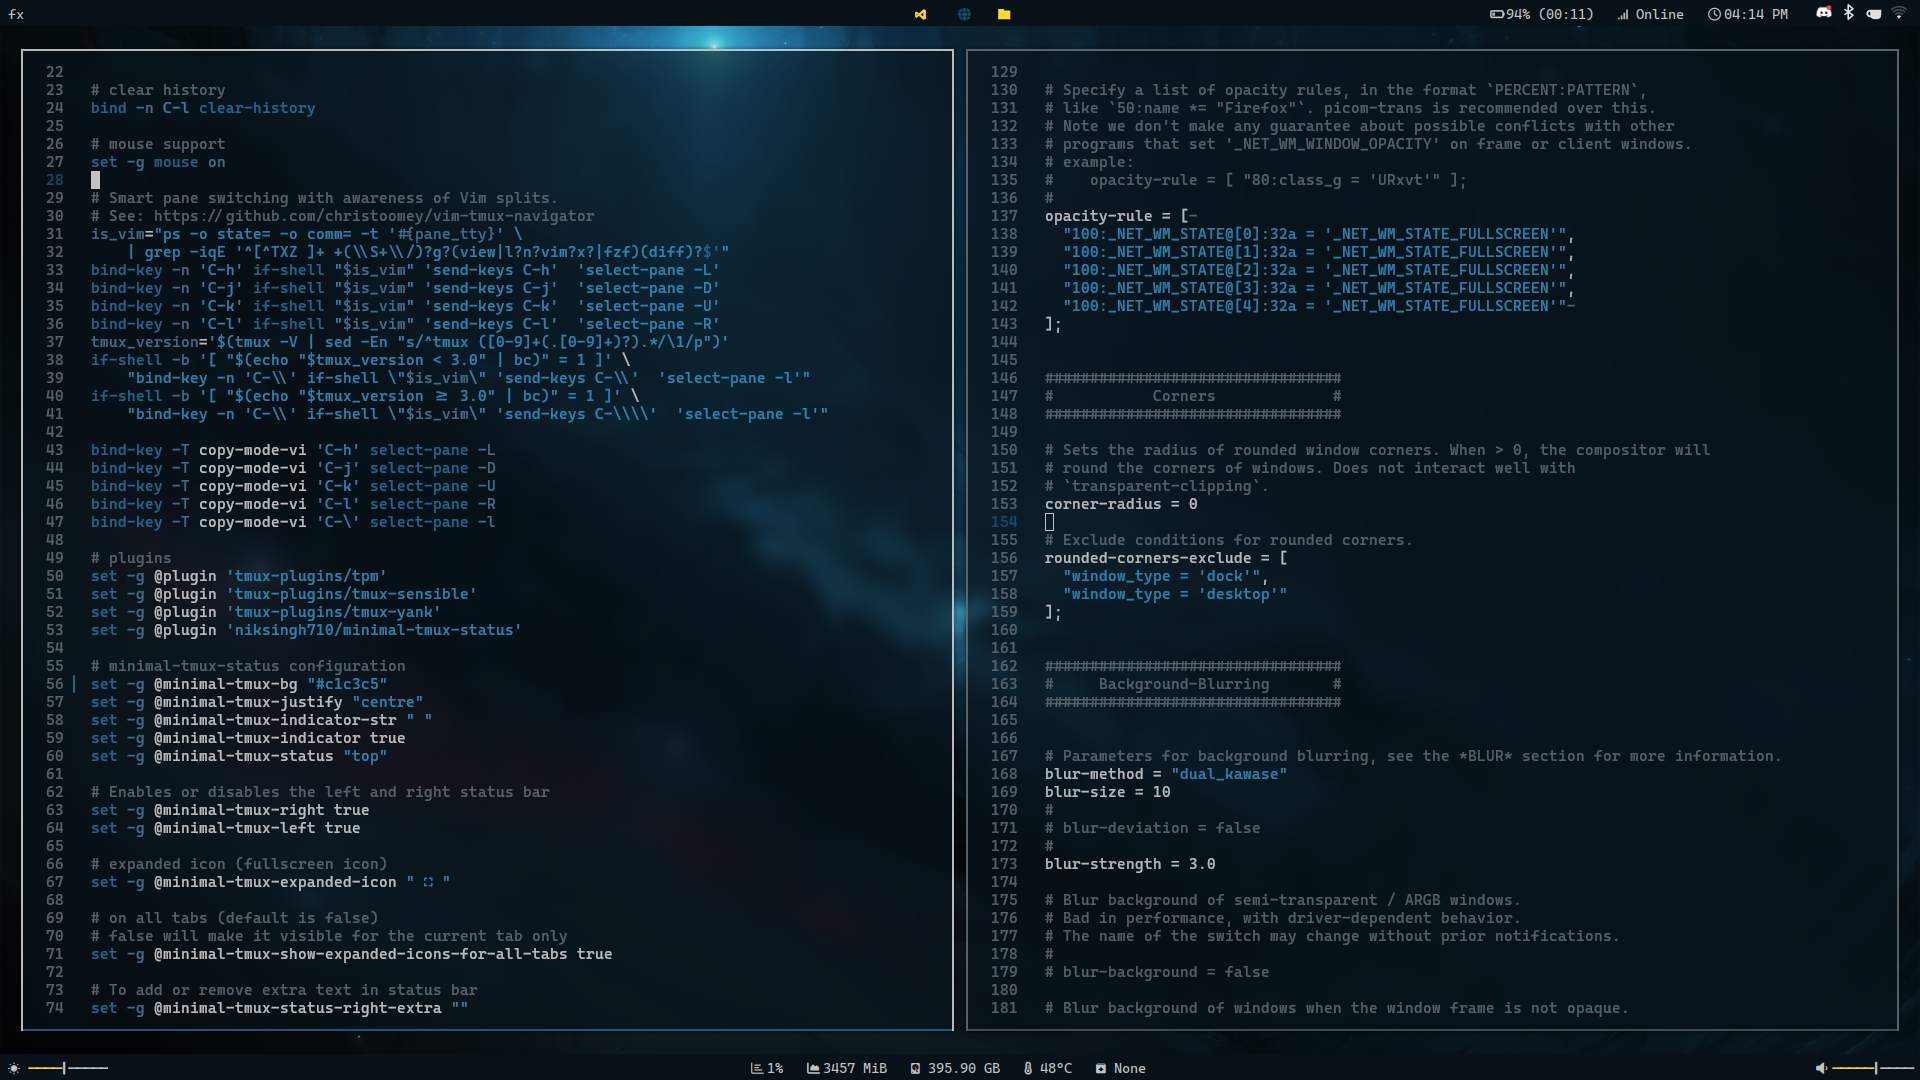 fx
94% (00:11) Online 04:14 PM
22
23 # clear history
24 bind -n C-l clear-history
25
26 # mouse support
27 set -g mouse on
28
29 # Smart pane switching with awareness of Vim splits.
30 # See: https://github.com/christoomey/vim-tmux-navigator
31 is_vim="ps -o state= -o comm= -t '#{pane_tty}' \
32     | grep -iqE '^[^TXZ ]+ +(\\S+\\/)?g?(view|l?n?vim?x?|fzf)(diff)?$'"
33 bind-key -n 'C-h' if-shell "$is_vim" 'send-keys C-h'  'select-pane -L'
34 bind-key -n 'C-j' if-shell "$is_vim" 'send-keys C-j'  'select-pane -D'
35 bind-key -n 'C-k' if-shell "$is_vim" 'send-keys C-k'  'select-pane -U'
36 bind-key -n 'C-l' if-shell "$is_vim" 'send-keys C-l'  'select-pane -R'
37 tmux_version='$(tmux -V | sed -En "s/^tmux ([0-9]+(.[0-9]+)?).*/\1/p")'
38 if-shell -b '[ "$(echo "$tmux_version < 3.0" | bc)" = 1 ]' \
39     "bind-key -n 'C-\\' if-shell \"$is_vim\" 'send-keys C-\\'  'select-pane -l'"
40 if-shell -b '[ "$(echo "$tmux_version ≥ 3.0" | bc)" = 1 ]' \
41     "bind-key -n 'C-\\' if-shell \"$is_vim\" 'send-keys C-\\\\'  'select-pane -l'"
42
43 bind-key -T copy-mode-vi 'C-h' select-pane -L
44 bind-key -T copy-mode-vi 'C-j' select-pane -D
45 bind-key -T copy-mode-vi 'C-k' select-pane -U
46 bind-key -T copy-mode-vi 'C-l' select-pane -R
47 bind-key -T copy-mode-vi 'C-\' select-pane -l
48
49 # plugins
50 set -g @plugin 'tmux-plugins/tpm'
51 set -g @plugin 'tmux-plugins/tmux-sensible'
52 set -g @plugin 'tmux-plugins/tmux-yank'
53 set -g @plugin 'niksingh710/minimal-tmux-status'
54
55 # minimal-tmux-status configuration
56 set -g @minimal-tmux-bg "#c1c3c5"
57 set -g @minimal-tmux-justify "centre"
58 set -g @minimal-tmux-indicator-str " "
59 set -g @minimal-tmux-indicator true
60 set -g @minimal-tmux-status "top"
61
62 # Enables or disables the left and right status bar
63 set -g @minimal-tmux-right true
64 set -g @minimal-tmux-left true
65
66 # expanded icon (fullscreen icon)
67 set -g @minimal-tmux-expanded-icon " ⛶ "
68
69 # on all tabs (default is false)
70 # false will make it visible for the current tab only
71 set -g @minimal-tmux-show-expanded-icons-for-all-tabs true
72
73 # To add or remove extra text in status bar
74 set -g @minimal-tmux-status-right-extra ""
129
130 # Specify a list of opacity rules, in the format `PERCENT:PATTERN`,
131 # like `50:name *= "Firefox"`. picom-trans is recommended over this.
132 # Note we don't make any guarantee about possible conflicts with other
133 # programs that set '_NET_WM_WINDOW_OPACITY' on frame or client windows.
134 # example:
135 #    opacity-rule = [ "80:class_g = 'URxvt'" ];
136 #
137 opacity-rule = [-
138   "100:_NET_WM_STATE@[0]:32a = '_NET_WM_STATE_FULLSCREEN'",
139   "100:_NET_WM_STATE@[1]:32a = '_NET_WM_STATE_FULLSCREEN'",
140   "100:_NET_WM_STATE@[2]:32a = '_NET_WM_STATE_FULLSCREEN'",
141   "100:_NET_WM_STATE@[3]:32a = '_NET_WM_STATE_FULLSCREEN'",
142   "100:_NET_WM_STATE@[4]:32a = '_NET_WM_STATE_FULLSCREEN'"-
143 ];
144
145
146 #################################
147 #           Corners             #
148 #################################
149
150 # Sets the radius of rounded window corners. When > 0, the compositor will
151 # round the corners of windows. Does not interact well with
152 # `transparent-clipping`.
153 corner-radius = 0
154
155 # Exclude conditions for rounded corners.
156 rounded-corners-exclude = [
157   "window_type = 'dock'",
158   "window_type = 'desktop'"
159 ];
160
161
162 #################################
163 #     Background-Blurring       #
164 #################################
165
166
167 # Parameters for background blurring, see the *BLUR* section for more information.
168 blur-method = "dual_kawase"
169 blur-size = 10
170 #
171 # blur-deviation = false
172 #
173 blur-strength = 3.0
174
175 # Blur background of semi-transparent / ARGB windows.
176 # Bad in performance, with driver-dependent behavior.
177 # The name of the switch may change without prior notifications.
178 #
179 # blur-background = false
180
181 # Blur background of windows when the window frame is not opaque.
1% 3457 MiB 395.90 GB 48°C None